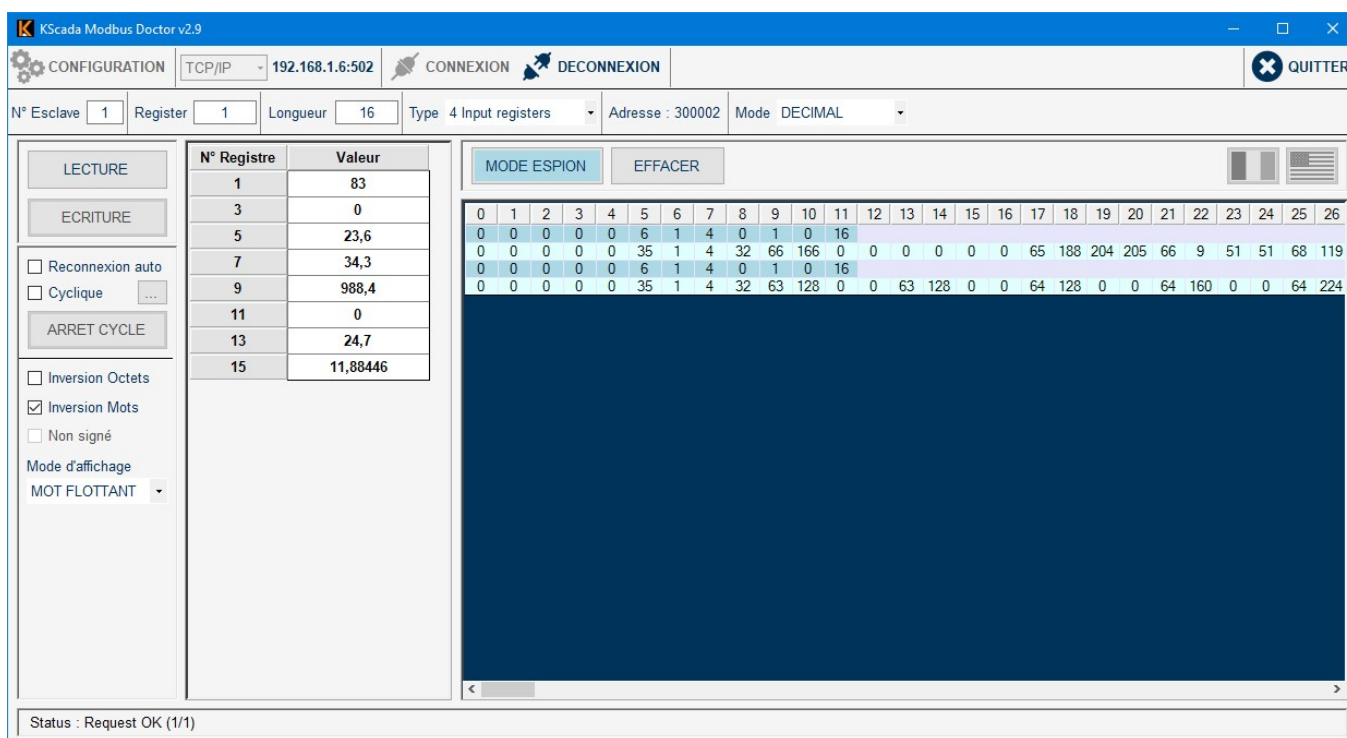 KScada Modbus Doctor v2.9
CONFIGURATION TCP/IP 192.168.1.6:502 CONNEXION DECONNEXION QUITTER
N° Esclave 1 Register 1 Longueur 16 Type 4 Input registers Adresse : 300002 Mode DECIMAL
LECTURE
ECRITURE
Reconnexion auto
Cyclique ...
ARRET CYCLE
Inversion Octets
Inversion Mots
Non signé
Mode d'affichage
MOT FLOTTANT
N° Registre Valeur
1 83
3 0
5 23,6
7 34,3
9 988,4
11 0
13 24,7
15 11,88446
MODE ESPION EFFACER
0 1 2 3 4 5 6 7 8 9 10 11 12 13 14 15 16 17 18 19 20 21 22 23 24 25 26
0 0 0 0 0 6 1 4 0 1 0 16
0 0 0 0 0 35 1 4 32 66 166 0 0 0 0 0 0 65 188 204 205 66 9 51 51 68 119
0 0 0 0 0 6 1 4 0 1 0 16
0 0 0 0 0 35 1 4 32 63 128 0 0 63 128 0 0 64 128 0 0 64 160 0 0 64 224
Status : Request OK (1/1)